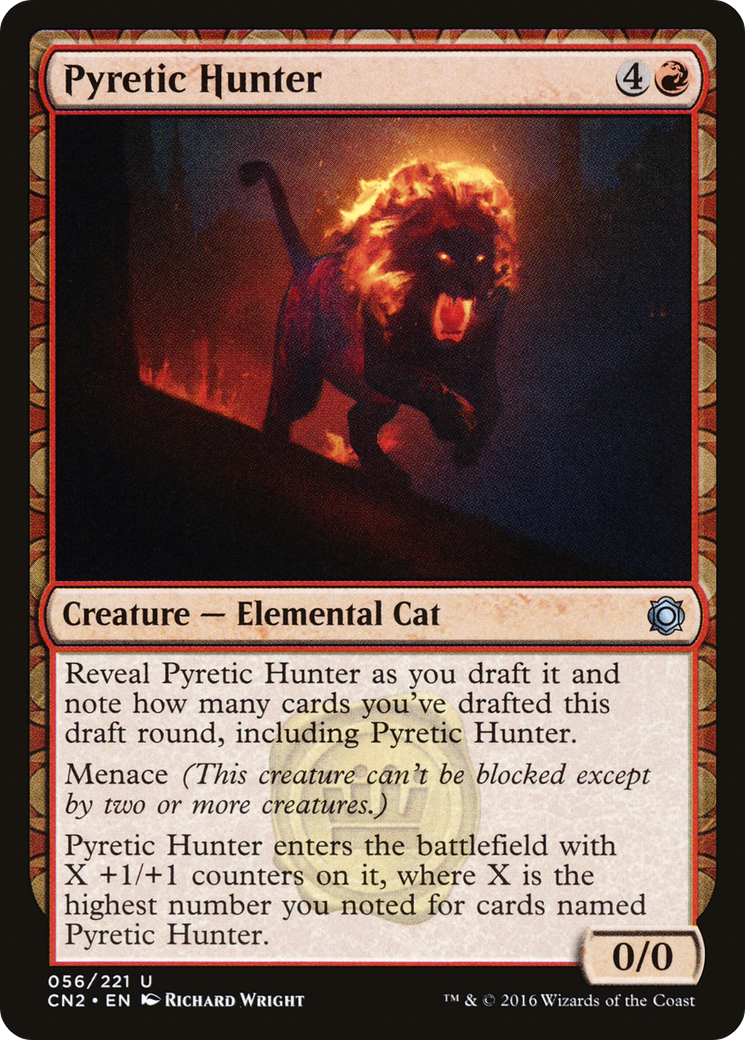 Pyretic Hunter 4
Creature — Elemental Cat
Reveal Pyretic Hunter as you draft it and
note how many cards you've drafted this
draft round, including Pyretic Hunter.
Menace (This creature can't be blocked except
by two or more creatures.)
Pyretic Hunter enters the battlefield with
X +1/+1 counters on it, where X is the
highest number you noted for cards named
Pyretic Hunter.
0/0
056/221 U
CN2 • EN Richard Wright
™ & © 2016 Wizards of the Coast